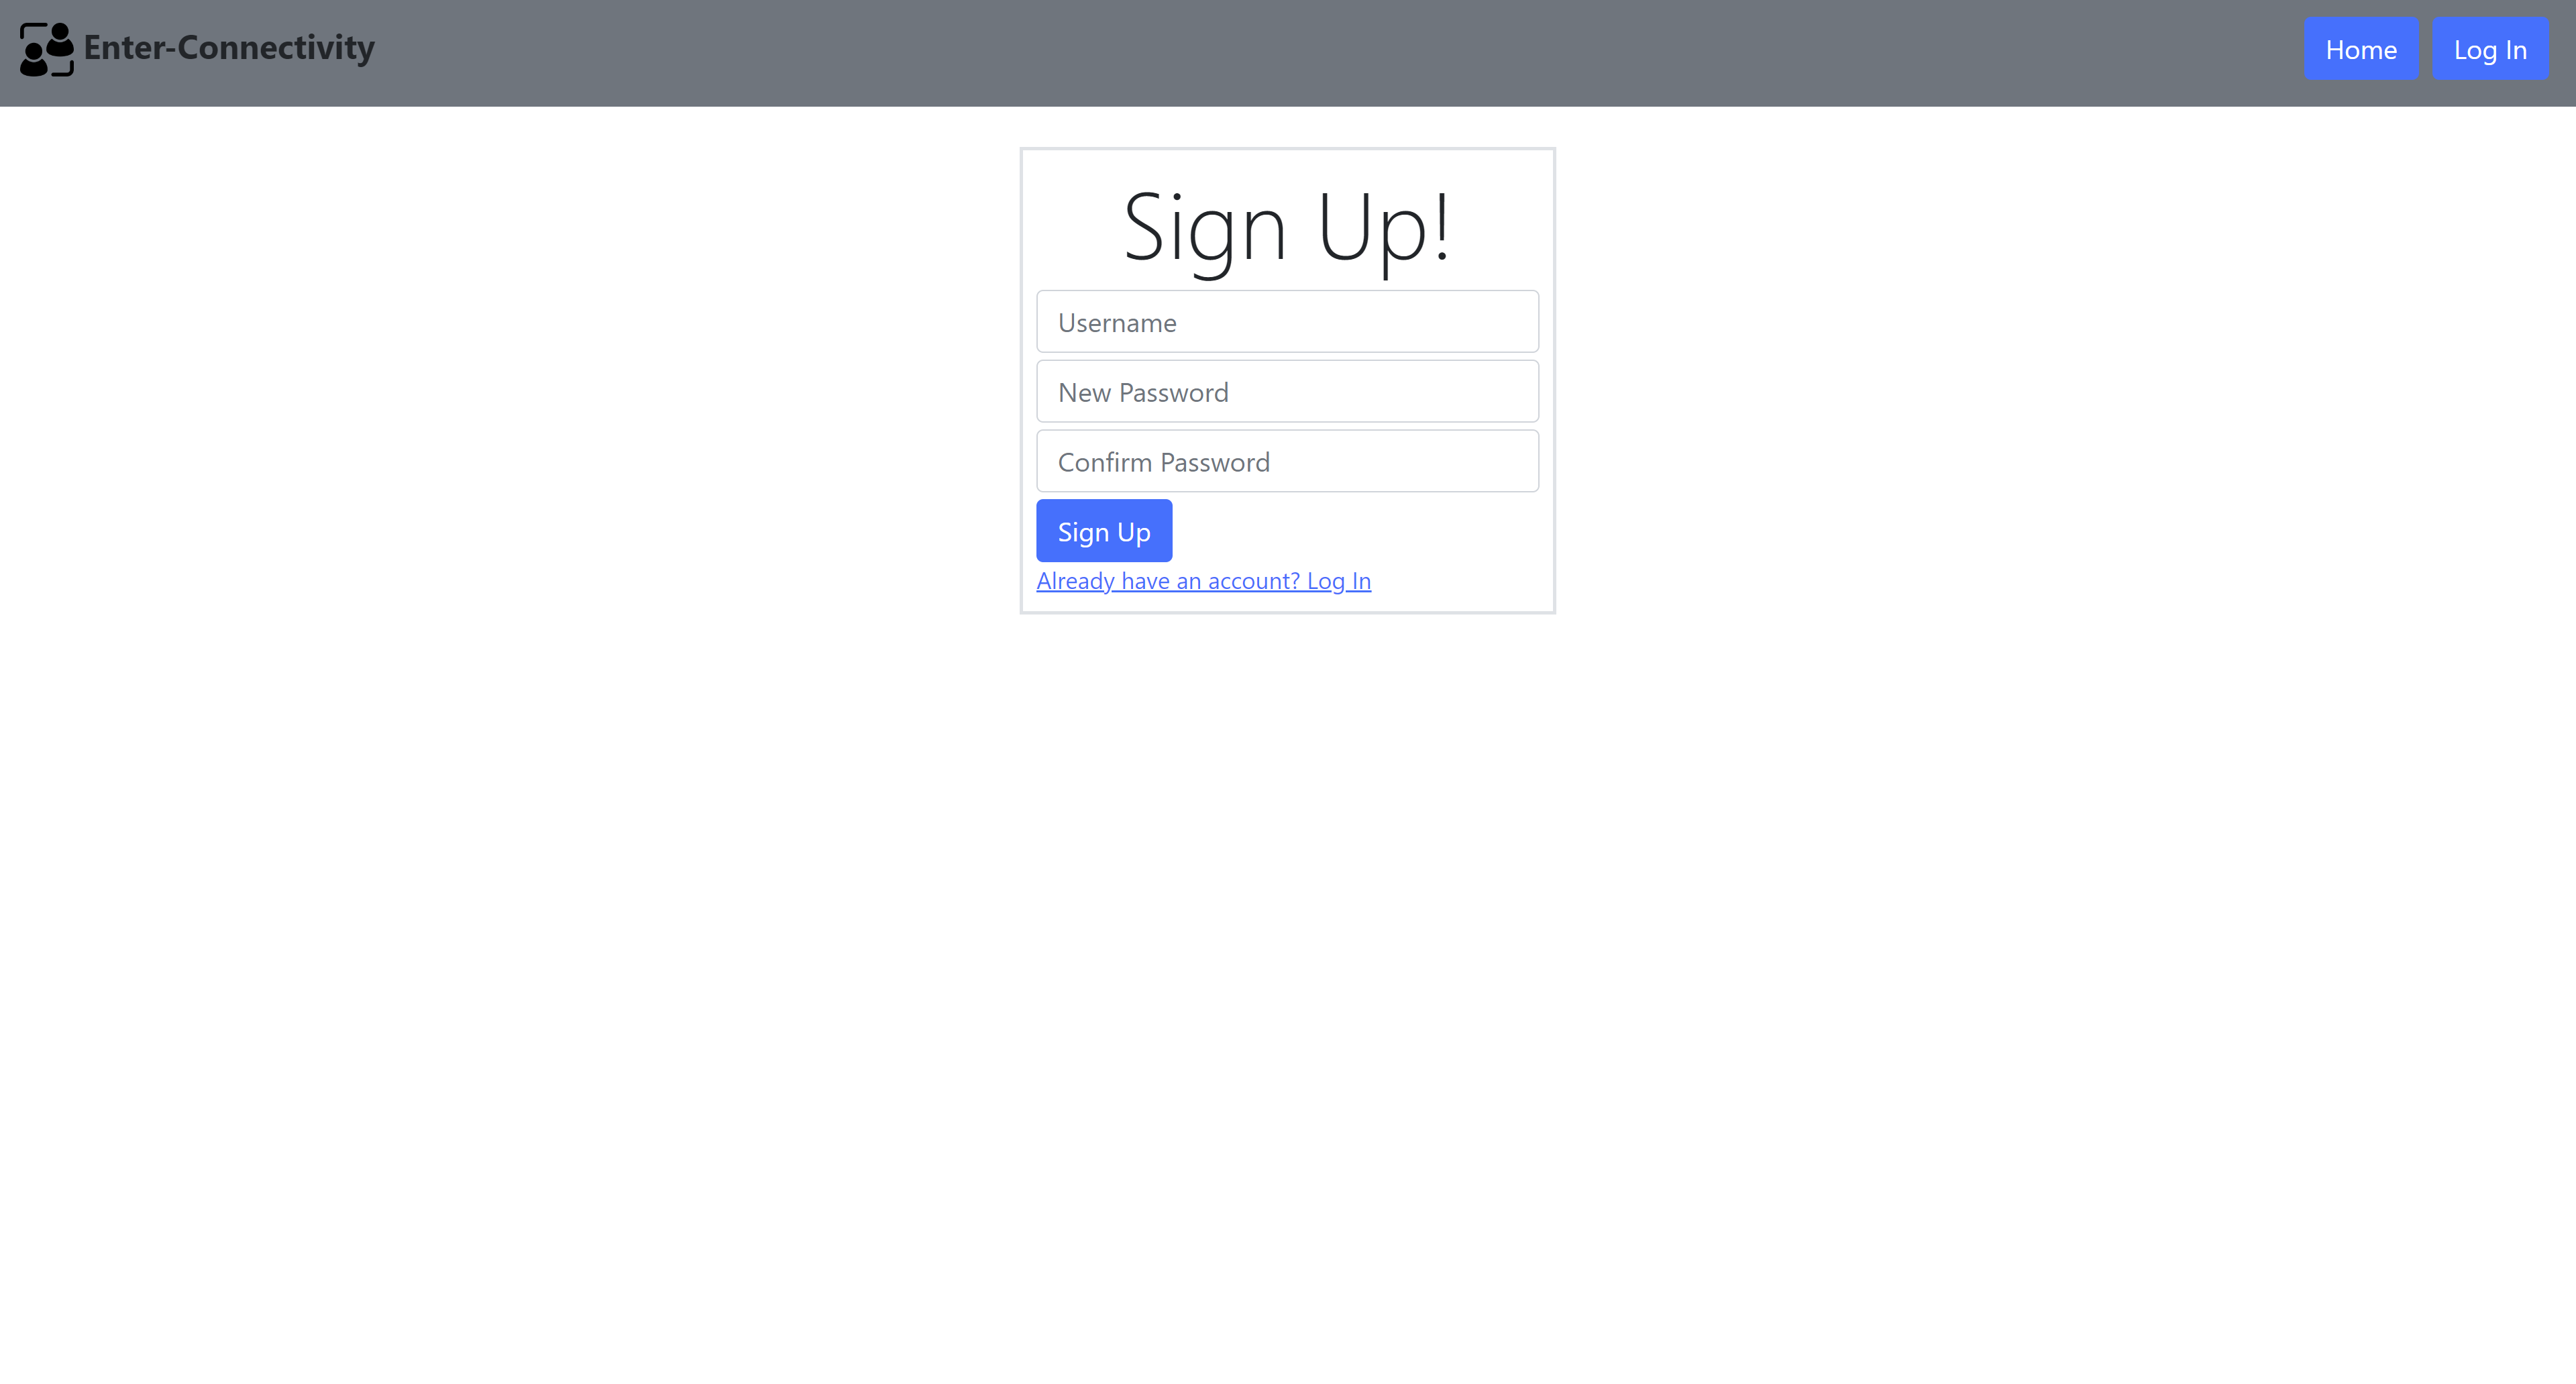 Enter-Connectivity
Home
Log In
Sign Up!
Username
New Password
Confirm Password
Sign Up
Already have an account? Log In